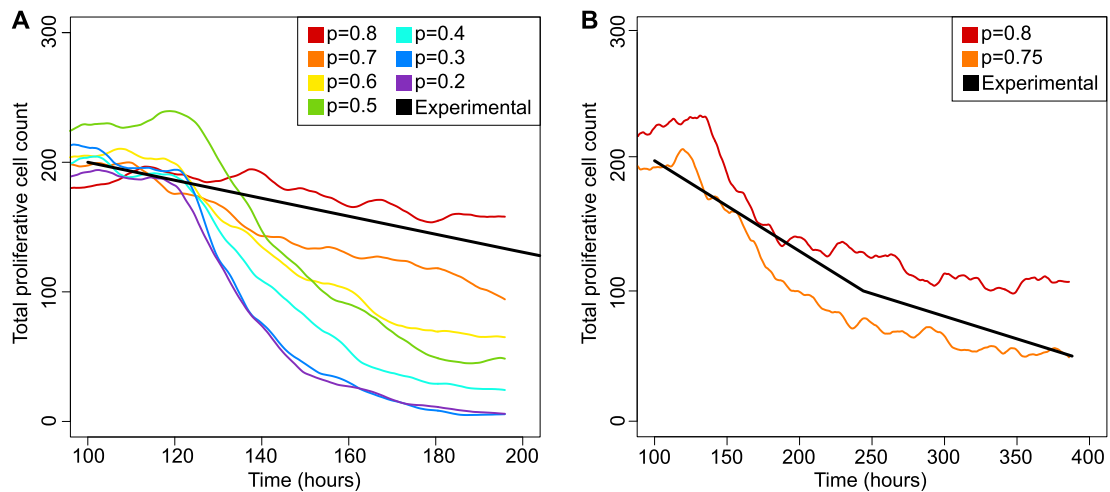 A
Total proliferative cell count
300
200
100
0
p=0.8
p=0.7
p=0.6
p=0.5
p=0.4
p=0.3
p=0.2
Experimental
100 120 140 160 180 200
Time (hours)
B
Total proliferative cell count
300
200
100
0
p=0.8
p=0.75
Experimental
100 150 200 250 300 350 400
Time (hours)